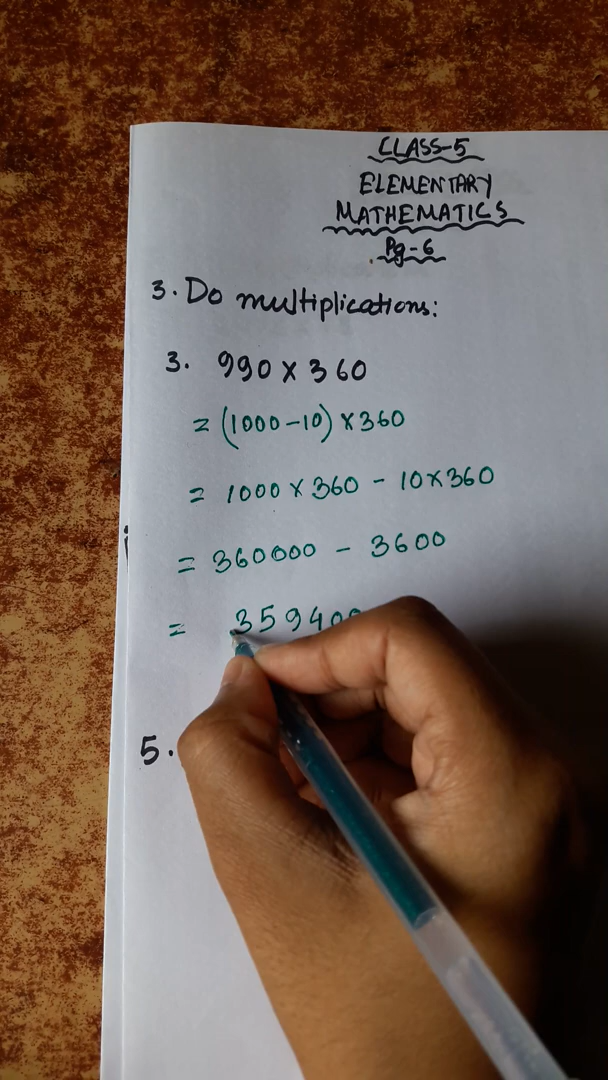 CLASS-5
ELEMENTARY
MATHEMATICS
Pg-6
3. Do multiplications:
3. 990 × 360
= (1000-10) × 360
= 1000 × 360 - 10 × 360
= 360000 - 3600
= 359400
5.